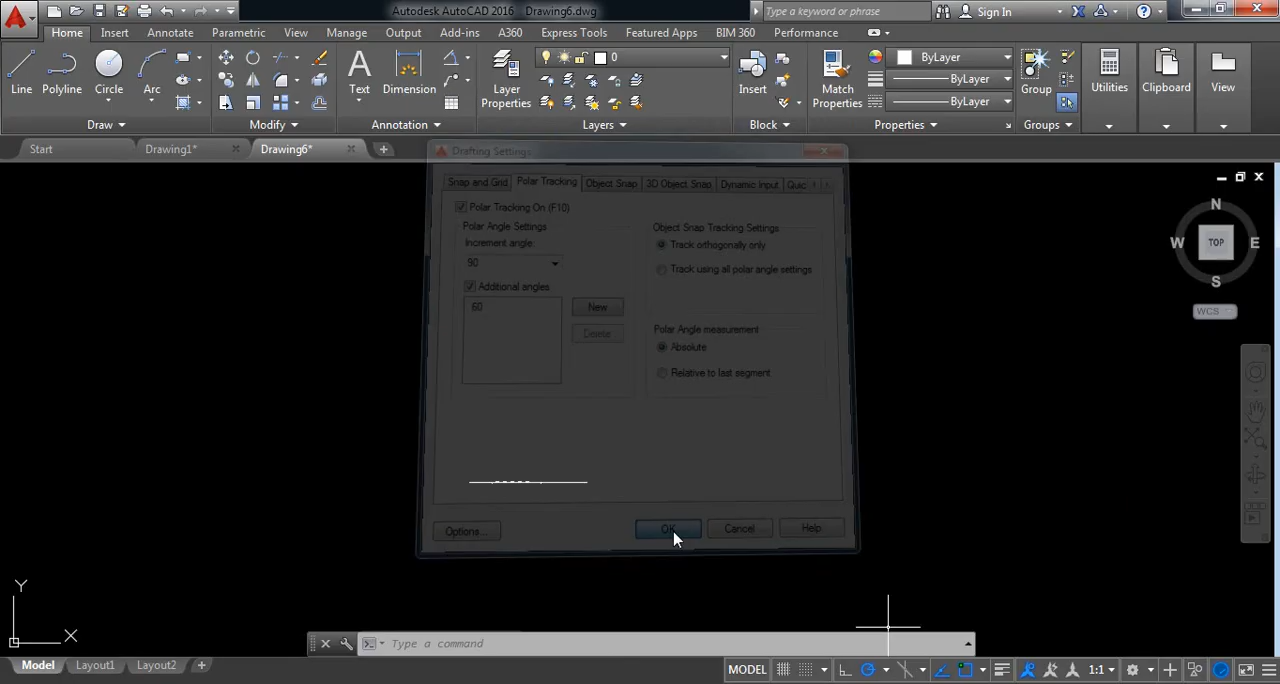 Autodesk AutoCAD 2016 Drawing6.dwg
Type a keyword or phrase
Sign In
Home Insert Annotate Parametric View Manage Output Add-ins A360 Express Tools Featured Apps BIM 360 Performance
Line Polyline Circle Arc
Text Dimension
Layer Properties
0
Insert
Match Properties
ByLayer
ByLayer
ByLayer
Group
Utilities Clipboard View
Draw Modify Annotation Layers Block Properties Groups
Start Drawing1* Drawing6*
Drafting Settings
Snap and Grid Polar Tracking Object Snap 3D Object Snap Dynamic Input Quic
Polar Tracking On (F10)
Polar Angle Settings
Increment angle:
90
Additional angles
60
New
Delete
Object Snap Tracking Settings
Track orthogonally only
Track using all polar angle settings
Polar Angle measurement
Absolute
Relative to last segment
Options... OK Cancel Help
N
W TOP E
S
WCS
Y
X
Type a command
Model Layout1 Layout2
MODEL 1:1